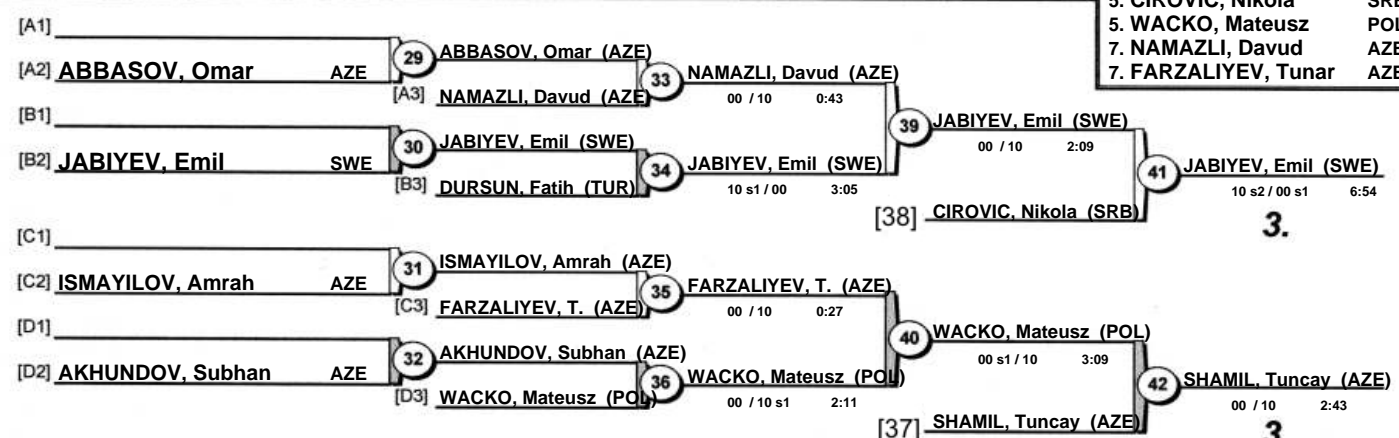 5. CIROVIC, Nikola SRB
5. WACKO, Mateusz POL
7. NAMAZLI, Davud AZE
7. FARZALIYEV, Tunar AZE
[A1]
[A2] ABBASOV, Omar AZE
29
ABBASOV, Omar (AZE)
[A3] NAMAZLI, Davud (AZE)
33
NAMAZLI, Davud (AZE)
00 / 10 0:43
[B1]
[B2] JABIYEV, Emil SWE
30
JABIYEV, Emil (SWE)
[B3] DURSUN, Fatih (TUR)
34
JABIYEV, Emil (SWE)
10 s1 / 00 3:05
39
JABIYEV, Emil (SWE)
00 / 10 2:09
[38] CIROVIC, Nikola (SRB)
41
JABIYEV, Emil (SWE)
10 s2 / 00 s1 6:54
3.
[C1]
[C2] ISMAYILOV, Amrah AZE
31
ISMAYILOV, Amrah (AZE)
[C3] FARZALIYEV, T. (AZE)
35
FARZALIYEV, T. (AZE)
00 / 10 0:27
[D1]
[D2] AKHUNDOV, Subhan AZE
32
AKHUNDOV, Subhan (AZE)
[D3] WACKO, Mateusz (POL)
36
WACKO, Mateusz (POL)
00 / 10 s1 2:11
40
WACKO, Mateusz (POL)
00 s1 / 10 3:09
[37] SHAMIL, Tuncay (AZE)
42
SHAMIL, Tuncay (AZE)
00 / 10 2:43
3